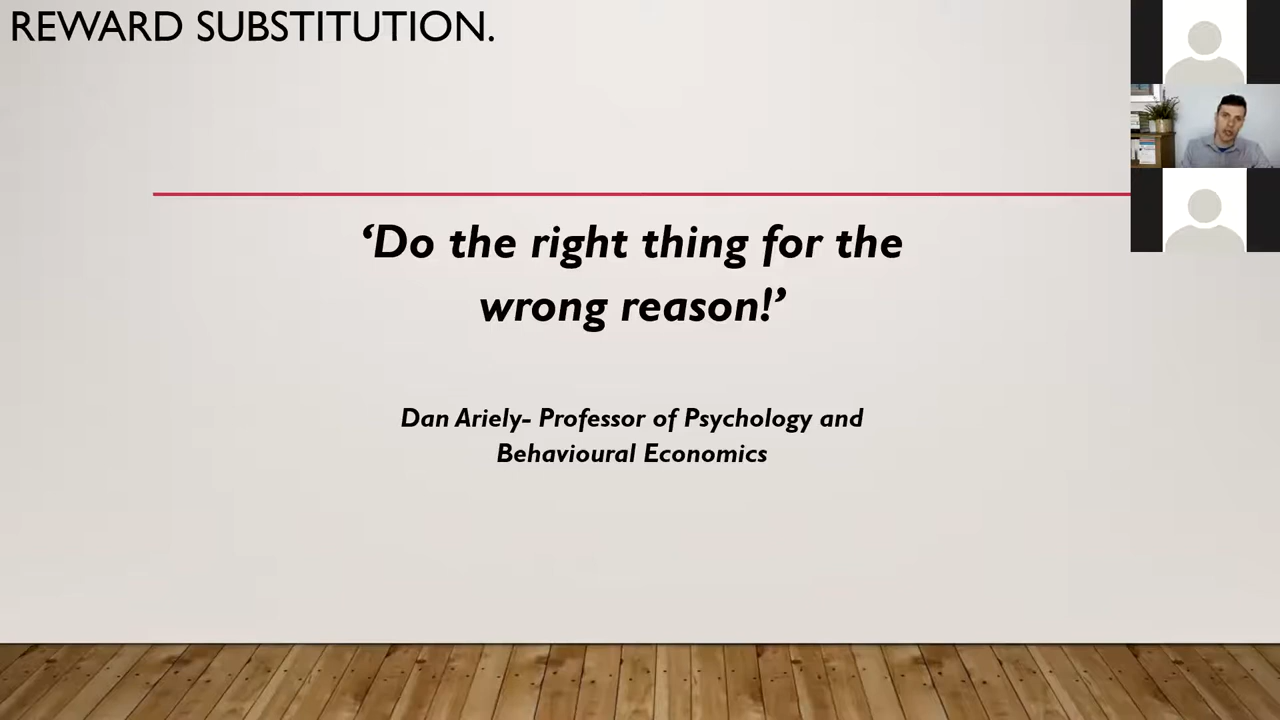 REWARD SUBSTITUTION.
‘Do the right thing for the
wrong reason!’
Dan Ariely- Professor of Psychology and
Behavioural Economics